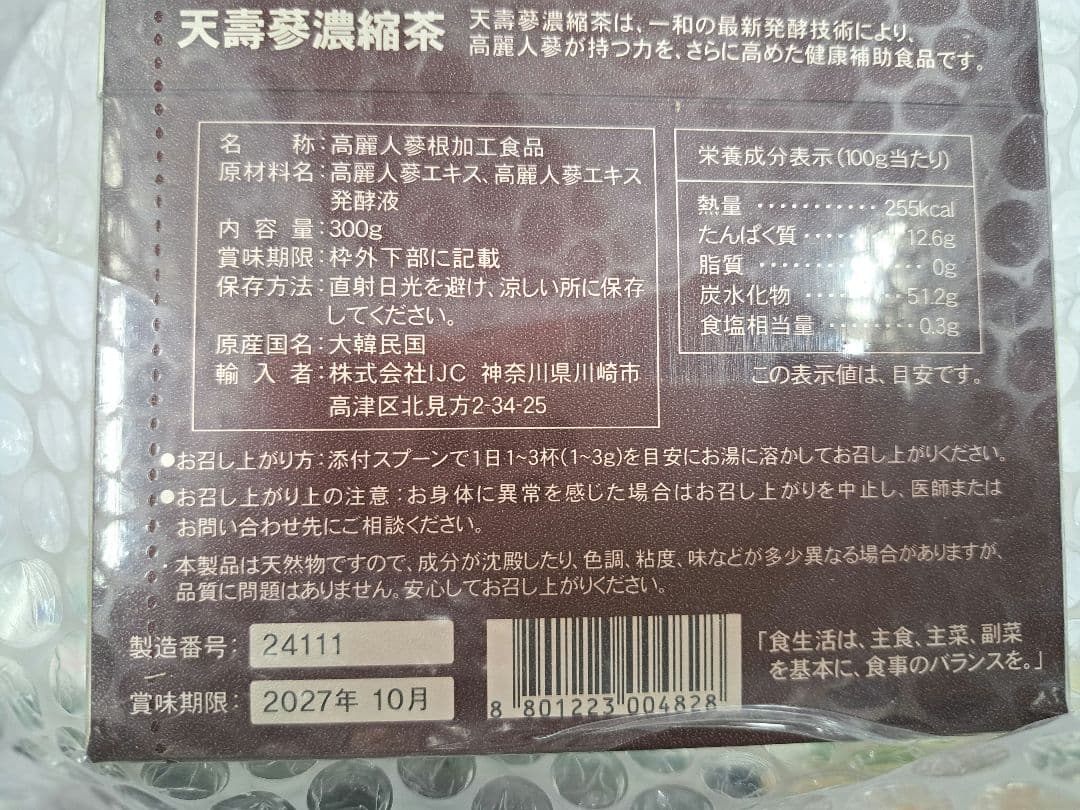 天壽蔘濃縮茶
天壽蔘濃縮茶は、一和の最新発酵技術により、
高麗人蔘が持つ力を、さらに高めた健康補助食品です。
名称：高麗人蔘根加工食品
原材料名：高麗人蔘エキス、高麗人蔘エキス
発酵液
内容量：300g
賞味期限：枠外下部に記載
保存方法：直射日光を避け、涼しい所に保存
してください。
原産国名：大韓民国
輸入者：株式会社IJC 神奈川県川崎市
高津区北見方2-34-25
栄養成分表示(100g当たり)
熱量 ・・・・・・・・・・・ 255kcal
たんぱく質・・・・・・・ 12.6g
脂質 ・・・・・・・・・・・・・ 0g
炭水化物 ・・・・・・・・ 51.2g
食塩相当量 ・・・・・・・・ 0.3g
この表示値は、目安です。
●お召し上がり方：添付スプーンで1日1~3杯(1~3g)を目安にお湯に溶かしてお召し上がりください。
●お召し上がり上の注意：お身体に異常を感じた場合はお召し上がりを中止し、医師または
お問い合わせ先にご相談ください。
・本製品は天然物ですので、成分が沈殿したり、色調、粘度、味などが多少異なる場合がありますが、
品質に問題はありません。安心してお召し上がりください。
製造番号：24111
賞味期限：2027年 10月
8 801223 004828
「食生活は、主食、主菜、副菜
を基本に、食事のバランスを。」